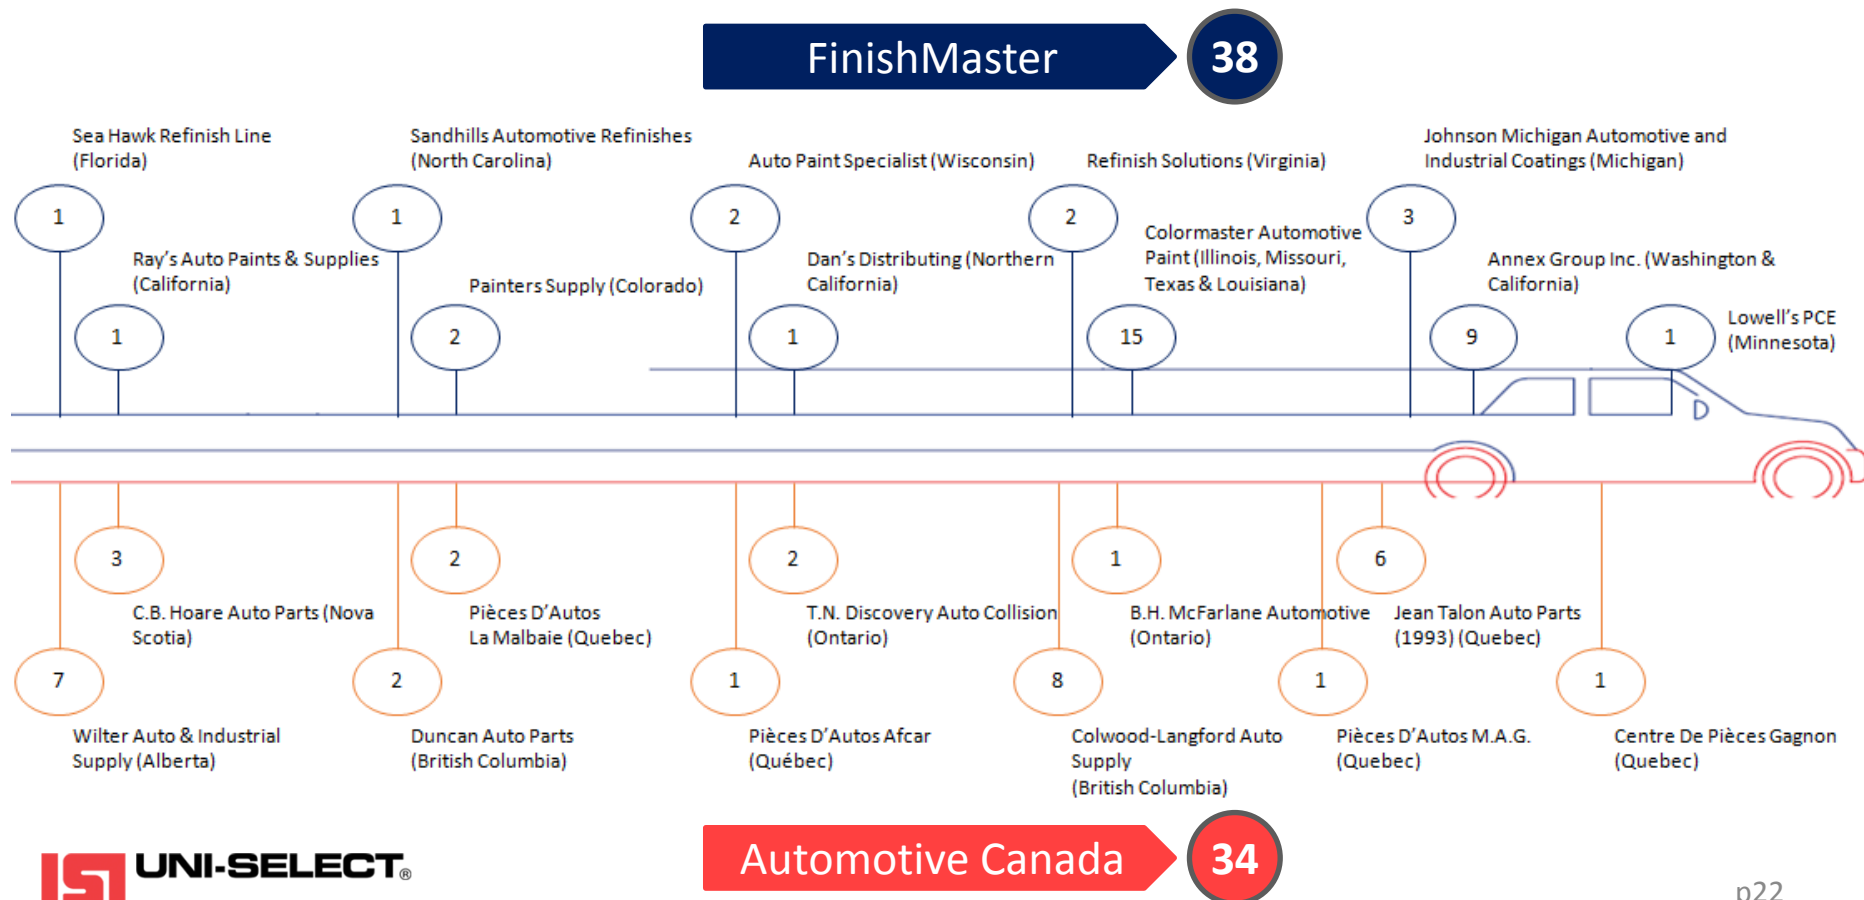 FinishMaster
38
Sea Hawk Refinish Line
(Florida)
1
Ray's Auto Paints & Supplies
(California)
1
Sandhills Automotive Refinishes
(North Carolina)
1
Painters Supply (Colorado)
2
Auto Paint Specialist (Wisconsin)
2
Dan's Distributing (Northern
California)
1
Refinish Solutions (Virginia)
2
Colormaster Automotive
Paint (Illinois, Missouri,
Texas & Louisiana)
15
Johnson Michigan Automotive and
Industrial Coatings (Michigan)
3
Annex Group Inc. (Washington &
California)
9
Lowell's PCE
(Minnesota)
1
3
C.B. Hoare Auto Parts (Nova
Scotia)
7
Wilter Auto & Industrial
Supply (Alberta)
2
Pièces D'Autos
La Malbaie (Quebec)
2
Duncan Auto Parts
(British Columbia)
2
T.N. Discovery Auto Collision
(Ontario)
1
Pièces D'Autos Afcar
(Québec)
1
B.H. McFarlane Automotive
(Ontario)
8
Colwood-Langford Auto
Supply
(British Columbia)
6
Jean Talon Auto Parts
(1993) (Quebec)
1
Pièces D'Autos M.A.G.
(Quebec)
1
Centre De Pièces Gagnon
(Quebec)
UNI-SELECT®
Automotive Canada
34
p22